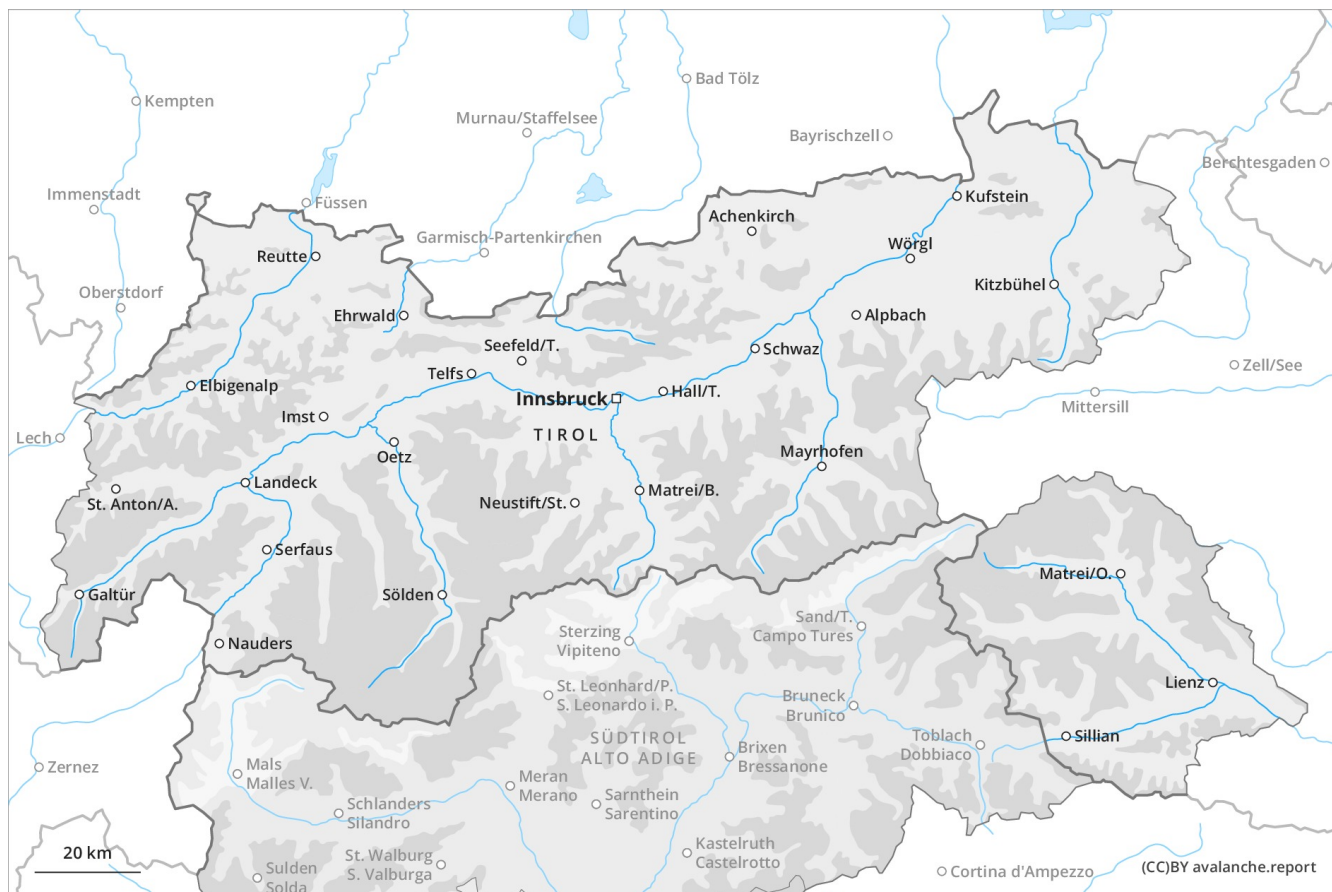 Bad Tölz
Kempten
Murnau/Staffelsee
Bayrischzell
Berchtesgaden
Immenstadt
Füssen
Kufstein
Achenkirch
Garmisch-Partenkirchen
Wörgl
Reutte
Kitzbühel
Oberstdorf
Ehrwald
Alpbach
Seefeld/T.
Schwaz
Zell/See
Telfs
Elbigenalp
Hall/T.
Innsbruck
Mittersill
Imst
Lech
TIROL
Oetz
Mayrhofen
Landeck
Matrei/B.
St. Anton/A.
Neustift/St.
Serfaus
Matrei/O.
Galtür
Sölden
Sand/T.
Campo Tures
Sterzing
Vipiteno
Nauders
Lienz
St. Leonhard/P.
S. Leonardo i. P.
Bruneck
Brunico
SÜDTIROL
ALTO ADIGE
Toblach
Dobbiaco
Sillian
Brixen
Bressanone
Zernez
Mals
Malles V.
Meran
Merano
Sarnthein
Sarentino
Schlanders
Silandro
Kastelruth
Castelrotto
20 km
St. Walburg
S. Valburga
Sulden
Solda
Cortina d'Ampezzo
(CC)BY avalanche.report